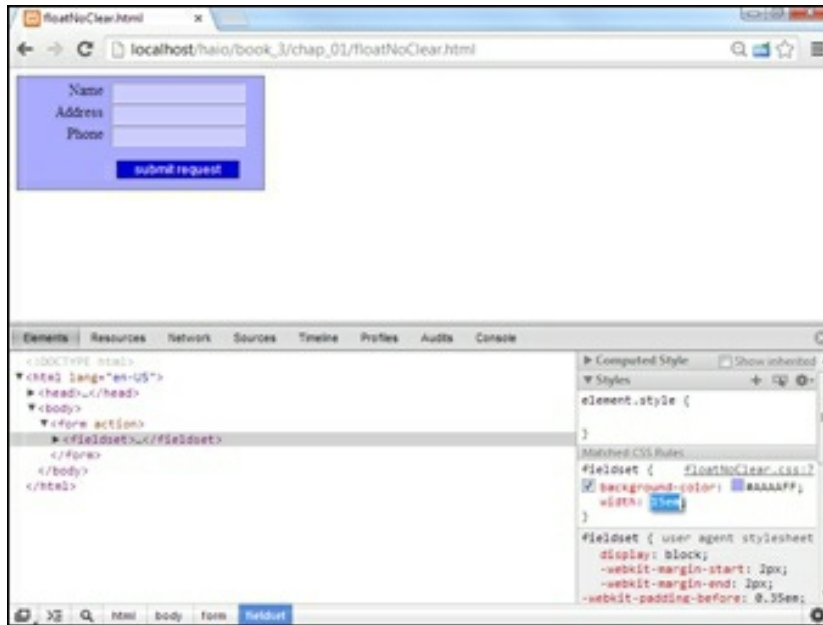 floatNoClear.html
localhost/haio/book_3/chap_01/floatNoClear.html
Name
Address
Phone
submit request
Elements Resources Network Sources Timeline Profiles Audits Console
<!DOCTYPE html>
<html lang="en-US">
<head>…</head>
<body>
<form action>
<fieldset>…</fieldset>
</form>
</body>
</html>
Computed Style Show inherited
Styles
element.style {
}
Matched CSS Rules
fieldset { floatNoClear.css:7
background-color: #AAAAFF;
width: 15em;
}
fieldset { user agent stylesheet
display: block;
-webkit-margin-start: 2px;
-webkit-margin-end: 2px;
-webkit-padding-before: 0.35em;
html body form fieldset